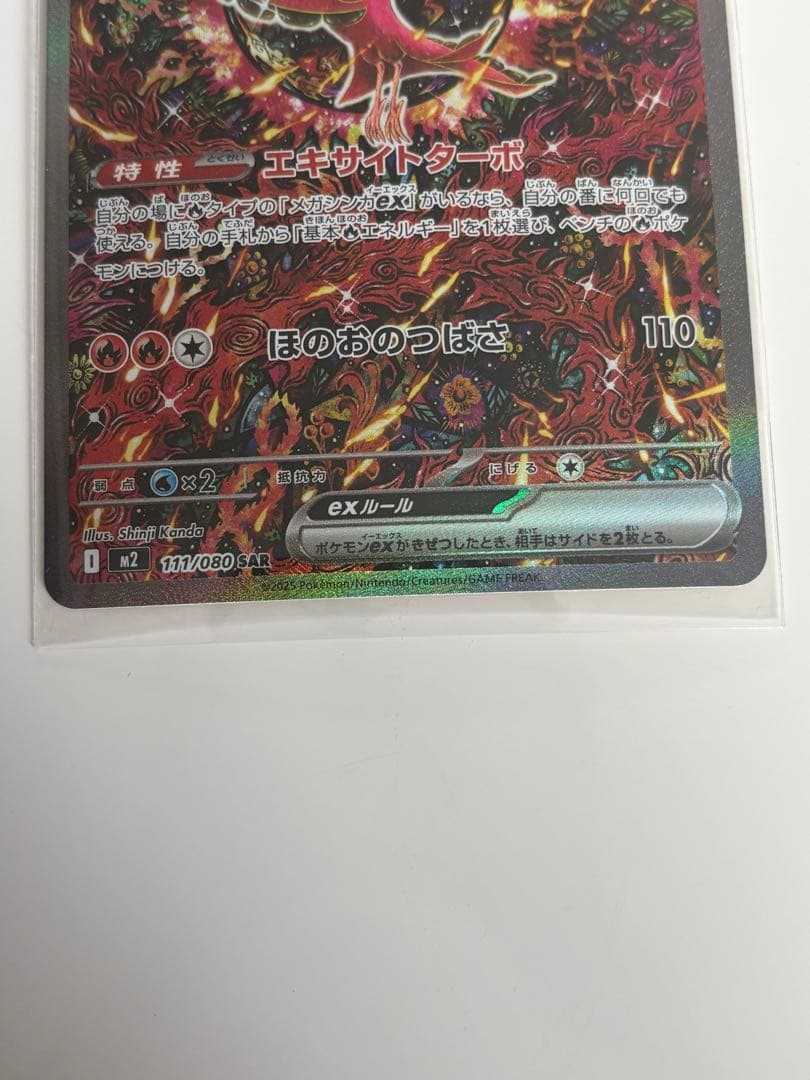 特性 とくせい エキサイトターボ
自分の場に タイプの「メガシンカex」がいるなら、自分の番に何回でも
使える。自分の手札から「基本 エネルギー」を1枚選び、ベンチの ポケ
モンにつける。
ほのおのつばさ 110
弱点 ×2 抵抗力 にげる
exルール
ポケモンexがきぜつしたとき、相手はサイドを2枚とる。
Illus. Shinji Kanda
I M2 111/080 SAR
©2025 Pokémon/Nintendo/Creatures/GAME FREAK